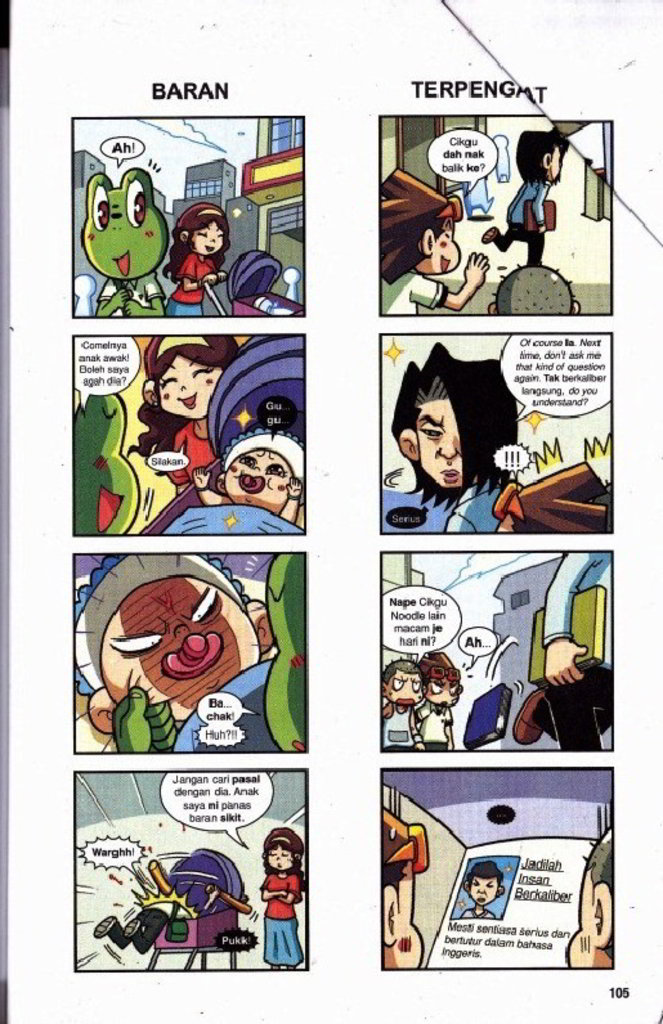 BARAN
Ah!
Comelnya
anak awak!
Boleh saya
agah dia?
Gu...
gu...
Silakan.
Ba...
chak!
Huh?!!
Jangan cari pasal
dengan dia. Anak
saya ni panas
baran sikit.
Warghh!
Pukk!
TERPENGAT
Cikgu
dah nak
balik ke?
Of course la. Next
time, don't ask me
that kind of question
again. Tak berkaliber
langsung, do you
understand?
!!!
Serius
Nape Cikgu
Noodle lain
macam je
hari ni?
Ah...
...
Jadilah
Insan
Berkaliber
Mesti sentiasa serius dan
bertutur dalam bahasa
Inggeris.
105